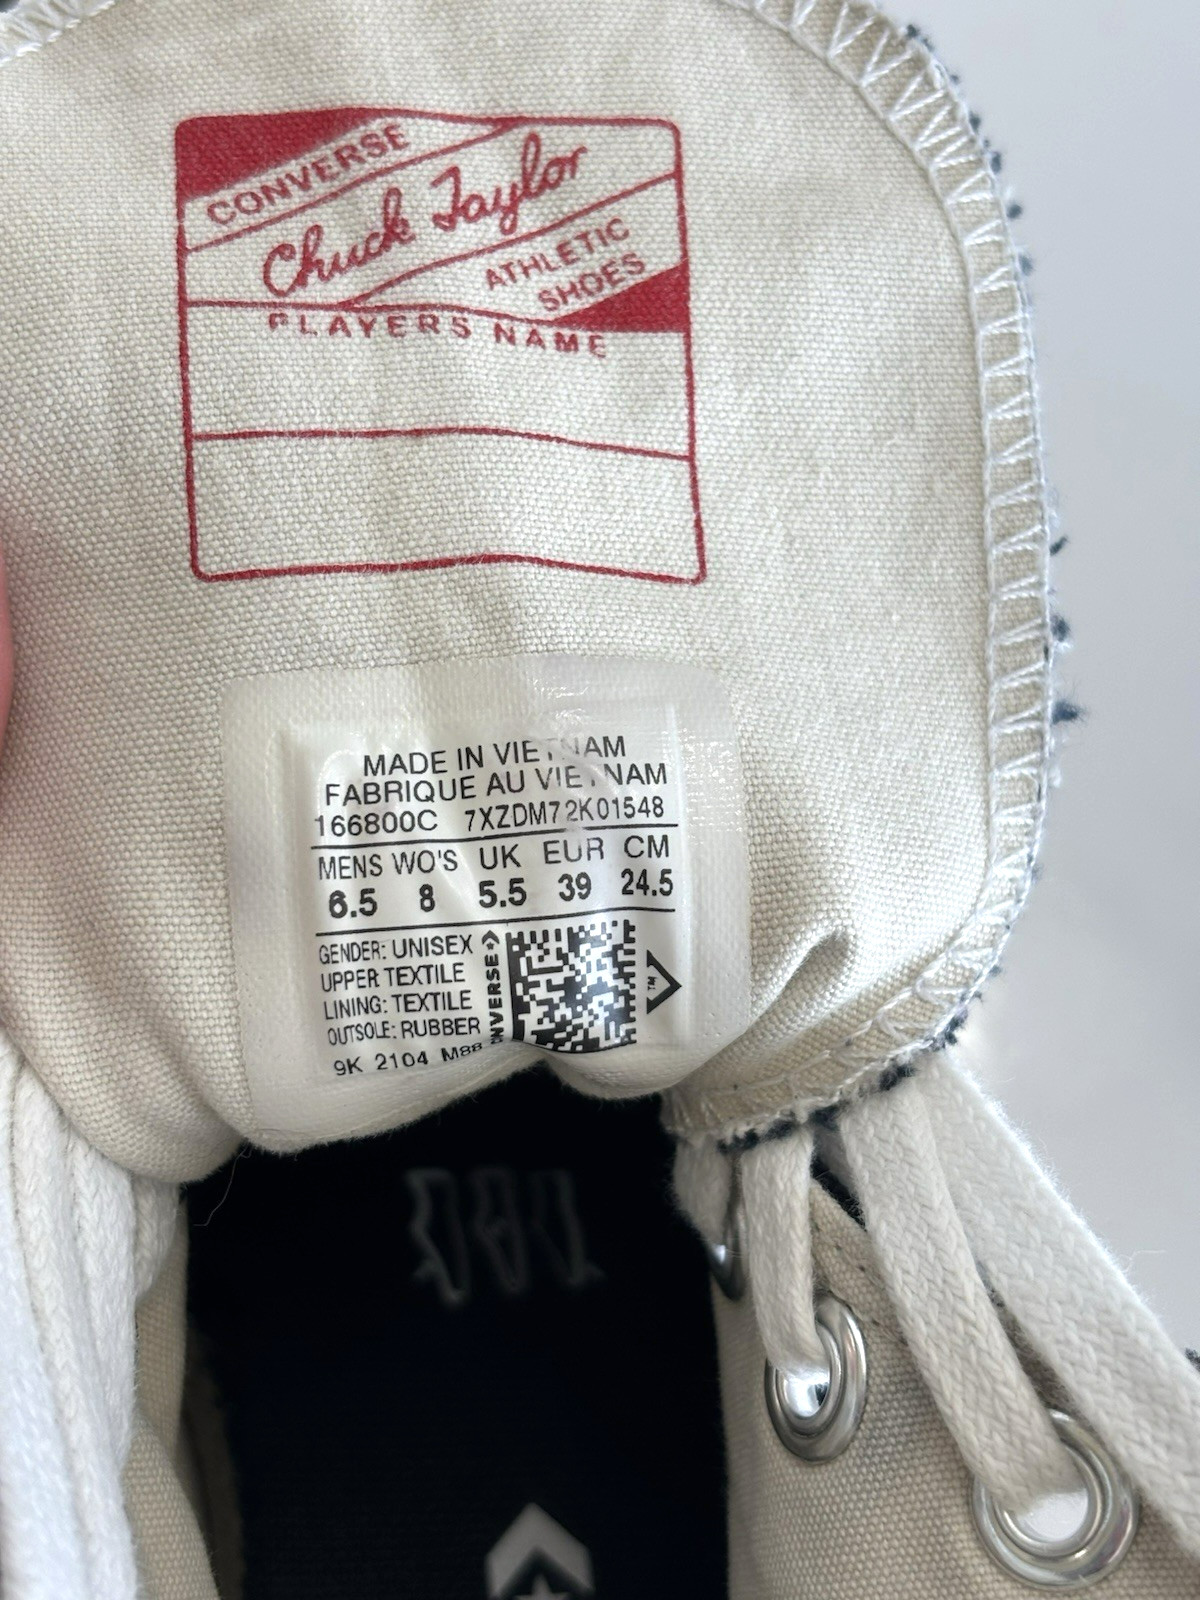 CONVERSE
Chuck Taylor
ATHLETIC
SHOES
PLAYERS NAME
MADE IN VIETNAM
FABRIQUE AU VIETNAM
166800C 7XZDM72K01548
MENS WO'S UK EUR CM
6.5 8 5.5 39 24.5
GENDER: UNISEX
UPPER TEXTILE
LINING: TEXTILE
OUTSOLE: RUBBER
9K 2104 M88
CONVERSE
TM